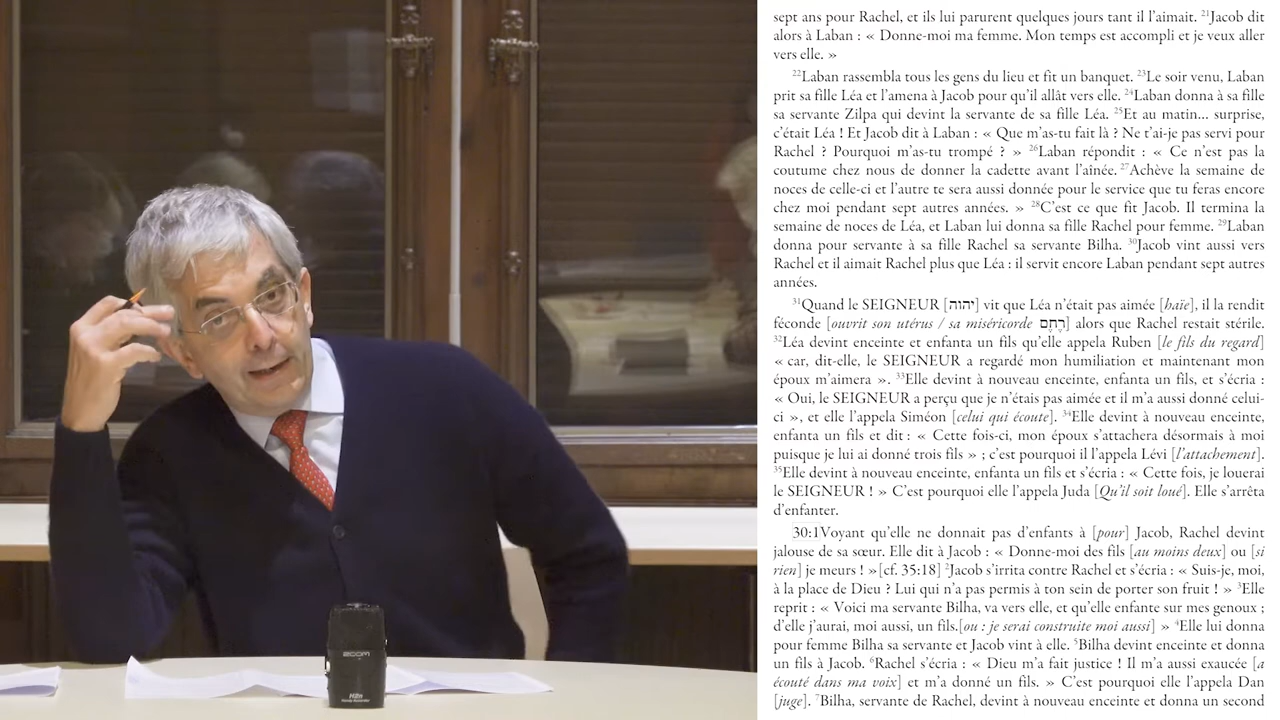 zoom
H2n
Handy Recorder
sept ans pour Rachel, et ils lui parurent quelques jours tant il l'aimait. ²¹Jacob dit
alors à Laban : « Donne-moi ma femme. Mon temps est accompli et je veux aller
vers elle. »
²²Laban rassembla tous les gens du lieu et fit un banquet. ²³Le soir venu, Laban
prit sa fille Léa et l'amena à Jacob pour qu'il allât vers elle. ²⁴Laban donna à sa fille
sa servante Zilpa qui devint la servante de sa fille Léa. ²⁵Et au matin... surprise,
c'était Léa ! Et Jacob dit à Laban : « Que m'as-tu fait là ? Ne t'ai-je pas servi pour
Rachel ? Pourquoi m'as-tu trompé ? » ²⁶Laban répondit : « Ce n'est pas la
coutume chez nous de donner la cadette avant l'aînée. ²⁷Achève la semaine de
noces de celle-ci et l'autre te sera aussi donnée pour le service que tu feras encore
chez moi pendant sept autres années. » ²⁸C'est ce que fit Jacob. Il termina la
semaine de noces de Léa, et Laban lui donna sa fille Rachel pour femme. ²⁹Laban
donna pour servante à sa fille Rachel sa servante Bilha. ³⁰Jacob vint aussi vers
Rachel et il aimait Rachel plus que Léa : il servit encore Laban pendant sept autres
années.
³¹Quand le SEIGNEUR [יהוה] vit que Léa n'était pas aimée [haïe], il la rendit
féconde [ouvrit son utérus / sa miséricorde רֶחֶם] alors que Rachel restait stérile.
³²Léa devint enceinte et enfanta un fils qu'elle appela Ruben [le fils du regard]
« car, dit-elle, le SEIGNEUR a regardé mon humiliation et maintenant mon
époux m'aimera ». ³³Elle devint à nouveau enceinte, enfanta un fils, et s'écria :
« Oui, le SEIGNEUR a perçu que je n'étais pas aimée et il m'a aussi donné celui-
ci », et elle l'appela Siméon [celui qui écoute]. ³⁴Elle devint à nouveau enceinte,
enfanta un fils et dit : « Cette fois-ci, mon époux s'attachera désormais à moi
puisque je lui ai donné trois fils » ; c'est pourquoi il l'appela Lévi [l'attachement].
³⁵Elle devint à nouveau enceinte, enfanta un fils et s'écria : « Cette fois, je louerai
le SEIGNEUR ! » C'est pourquoi elle l'appela Juda [Qu'il soit loué]. Elle s'arrêta
d'enfanter.
30:1Voyant qu'elle ne donnait pas d'enfants à [pour] Jacob, Rachel devint
jalouse de sa sœur. Elle dit à Jacob : « Donne-moi des fils [au moins deux] ou [si
rien] je meurs ! »[cf. 35:18] ²Jacob s'irrita contre Rachel et s'écria : « Suis-je, moi,
à la place de Dieu ? Lui qui n'a pas permis à ton sein de porter son fruit ! » ³Elle
reprit : « Voici ma servante Bilha, va vers elle, et qu'elle enfante sur mes genoux ;
d'elle j'aurai, moi aussi, un fils.[ou : je serai construite moi aussi] » ⁴Elle lui donna
pour femme Bilha sa servante et Jacob vint à elle. ⁵Bilha devint enceinte et donna
un fils à Jacob. ⁶Rachel s'écria : « Dieu m'a fait justice ! Il m'a aussi exaucée [a
écouté dans ma voix] et m'a donné un fils. » C'est pourquoi elle l'appela Dan
[juge]. ⁷Bilha, servante de Rachel, devint à nouveau enceinte et donna un second